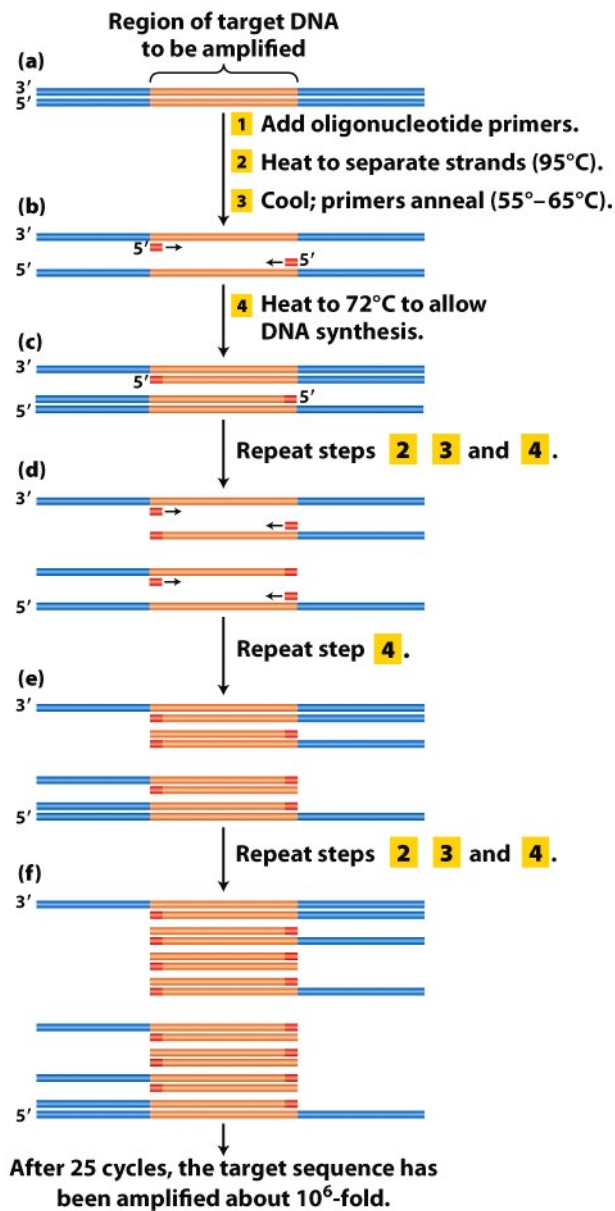 Region of target DNA
to be amplified
(a)
3′
5′
1 Add oligonucleotide primers.
2 Heat to separate strands (95°C).
3 Cool; primers anneal (55°–65°C).
(b)
3′
5′
5′
5′
4 Heat to 72°C to allow
DNA synthesis.
(c)
3′
5′
5′
5′
Repeat steps 2 3 and 4.
(d)
3′
5′
Repeat step 4.
(e)
3′
5′
Repeat steps 2 3 and 4.
(f)
3′
5′
After 25 cycles, the target sequence has
been amplified about 10⁶-fold.